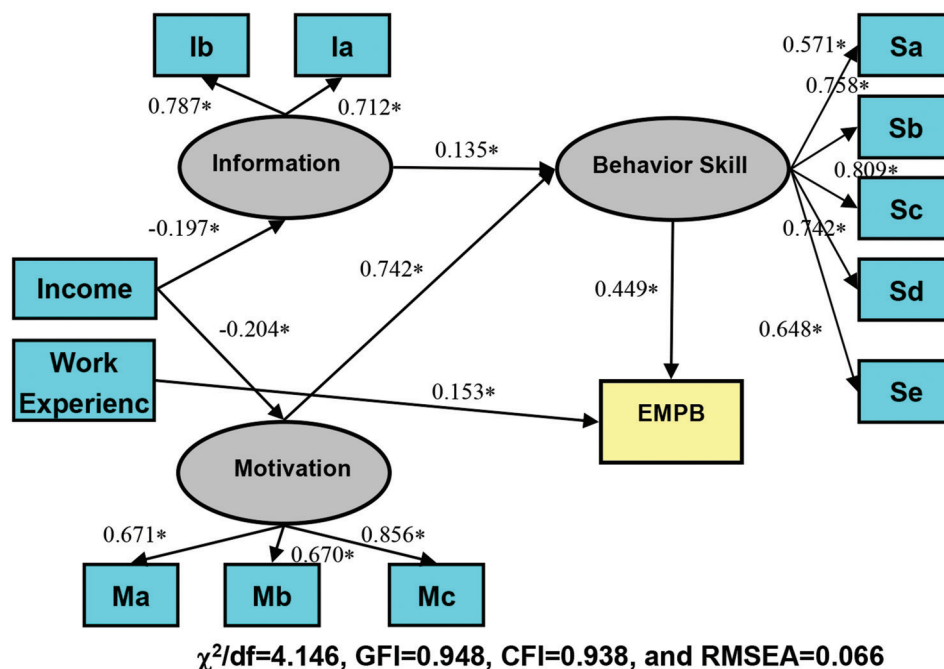 Ib
Ia
Sa
0.571*
0.787*
0.712*
0.758*
Sb
Information
0.135*
Behavior Skill
0.809*
Sc
-0.197*
0.742*
0.742*
Income
0.449*
Sd
-0.204*
0.648*
Work
Experienc
0.153*
Se
EMPB
Motivation
0.671*
0.670*
0.856*
Ma
Mb
Mc
χ²/df=4.146, GFI=0.948, CFI=0.938, and RMSEA=0.066